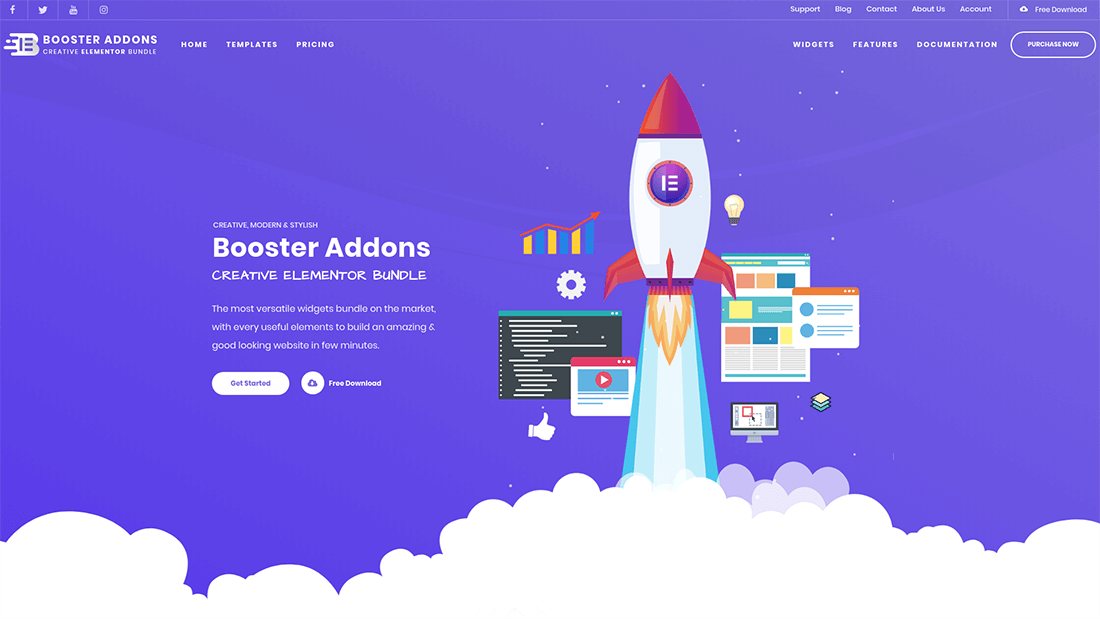 Support Blog Contact About Us Account Free Download
BOOSTER ADDONS
CREATIVE ELEMENTOR BUNDLE
HOME TEMPLATES PRICING
WIDGETS FEATURES DOCUMENTATION PURCHASE NOW
CREATIVE, MODERN & STYLISH
Booster Addons
CREATIVE ELEMENTOR BUNDLE
The most versatile widgets bundle on the market,
with every useful elements to build an amazing &
good looking website in few minutes.
Get Started Free Download